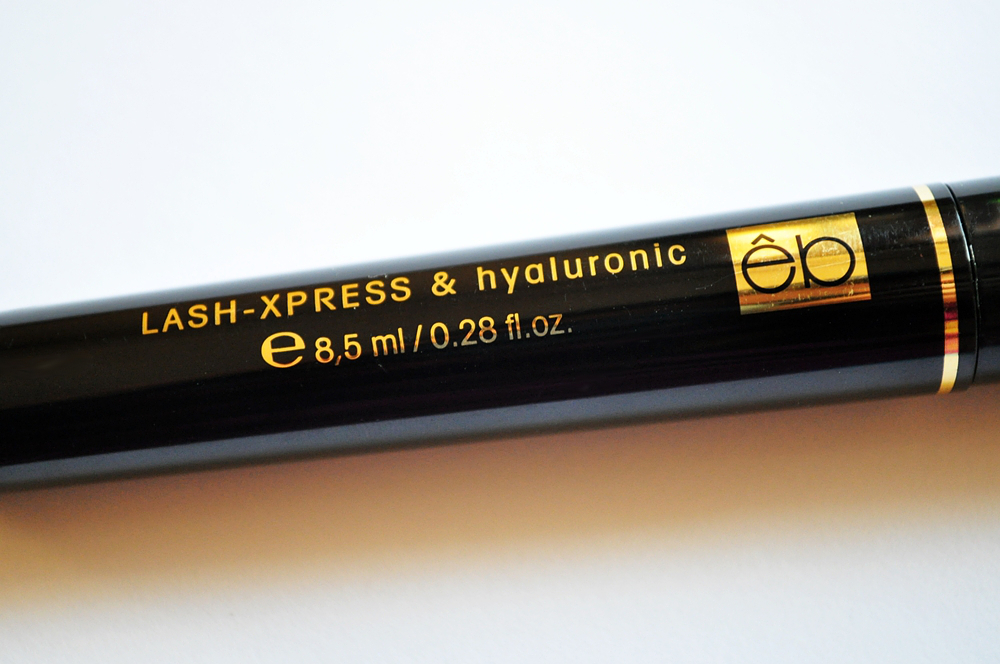 LASH-XPRESS & hyaluronic
℮ 8,5 ml / 0.28 fl.oz.
êb